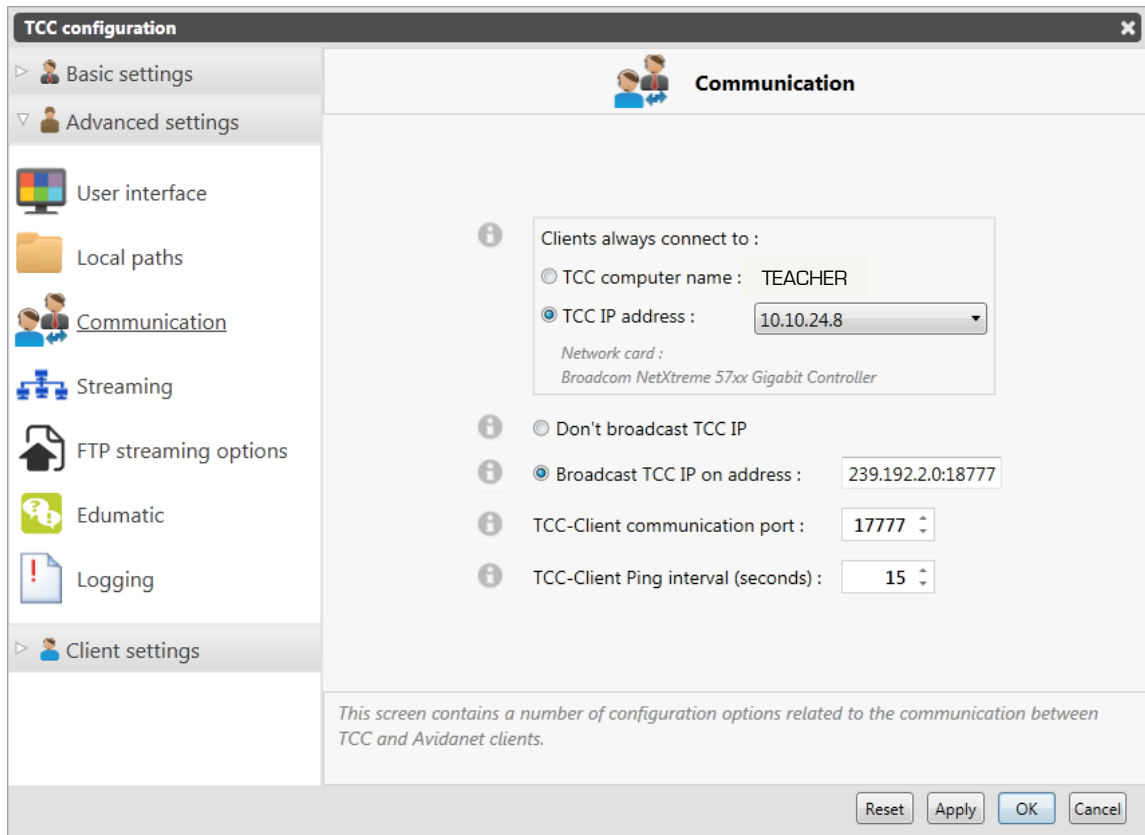 TCC configuration
Basic settings
Advanced settings
User interface
Local paths
Communication
Streaming
FTP streaming options
Edumatic
Logging
Client settings
Communication
Clients always connect to :
TCC computer name : TEACHER
TCC IP address : 10.10.24.8
Network card :
Broadcom NetXtreme 57xx Gigabit Controller
Don't broadcast TCC IP
Broadcast TCC IP on address : 239.192.2.0:18777
TCC-Client communication port : 17777
TCC-Client Ping interval (seconds) : 15
This screen contains a number of configuration options related to the communication between
TCC and Avidanet clients.
Reset Apply OK Cancel